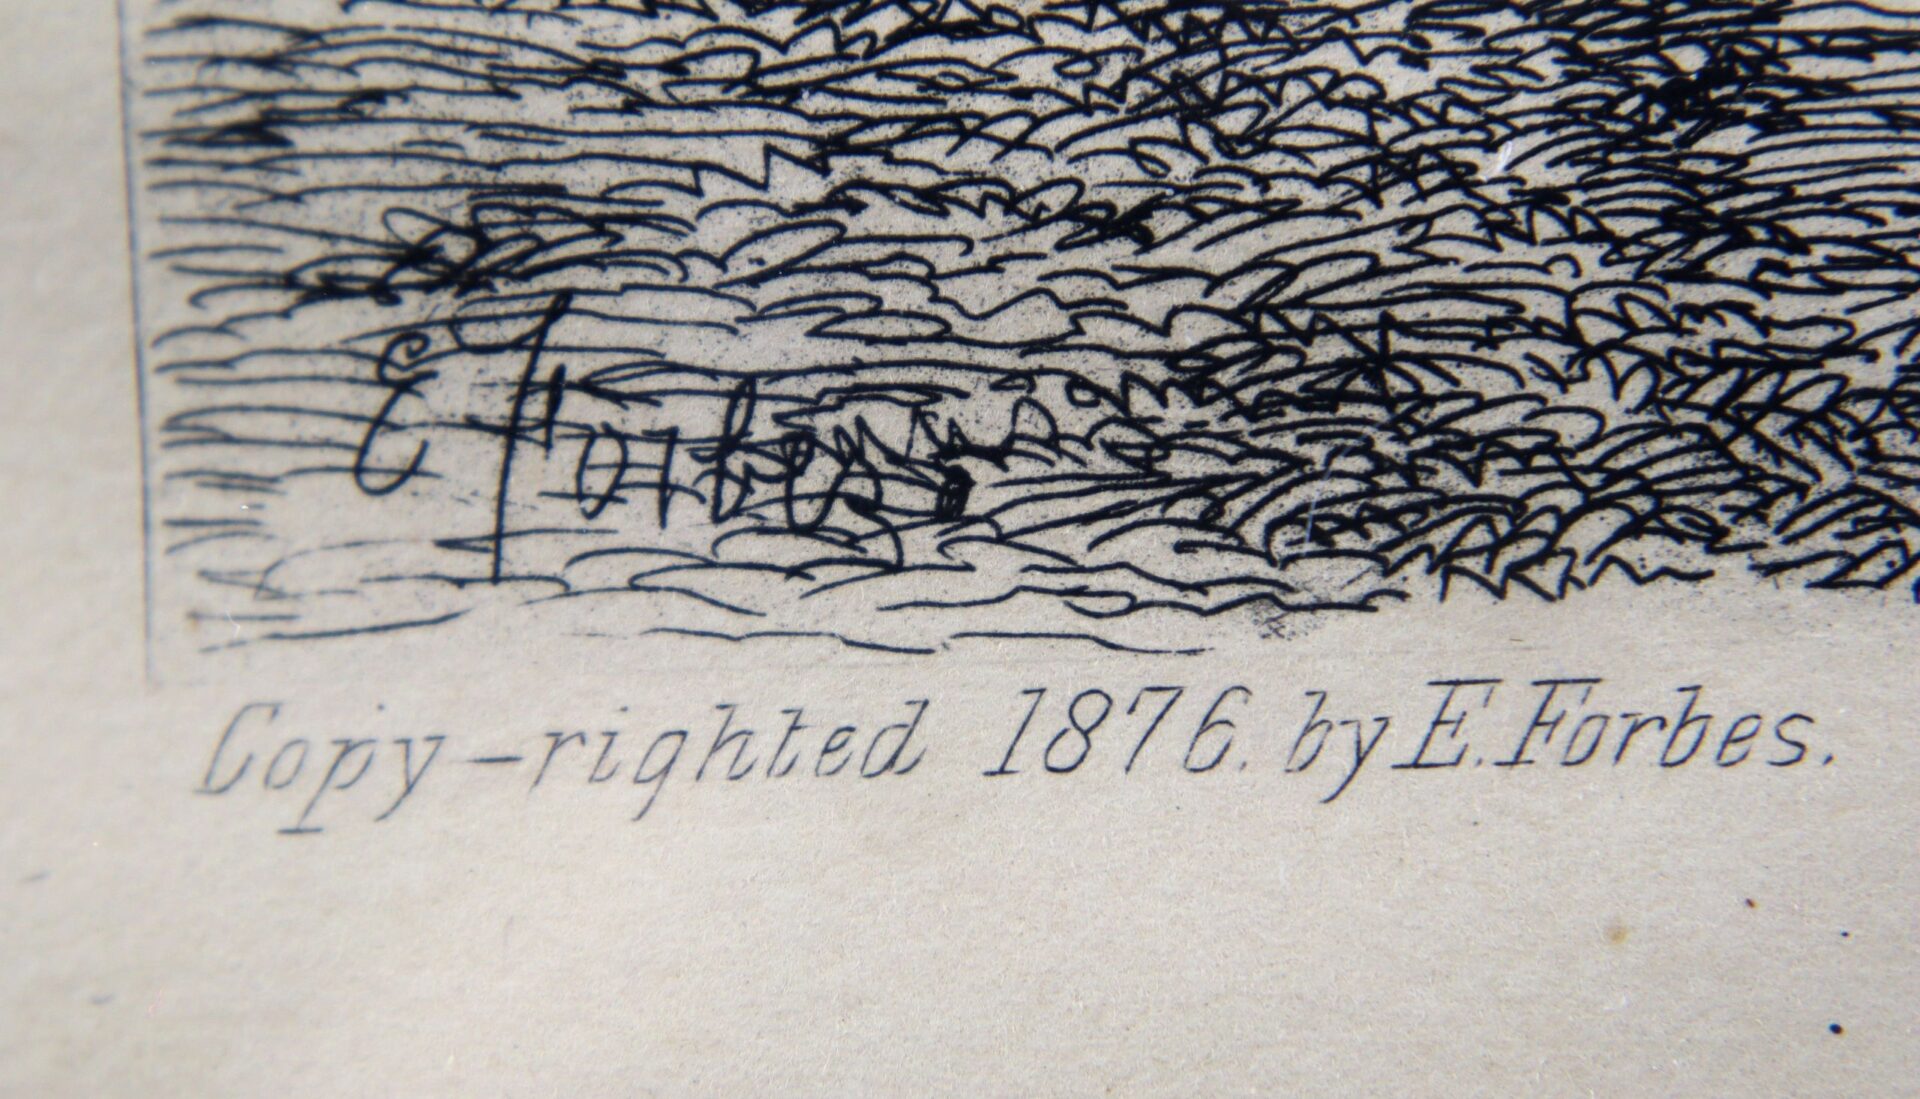 E Forbes
Copy-righted 1876. by E. Forbes.